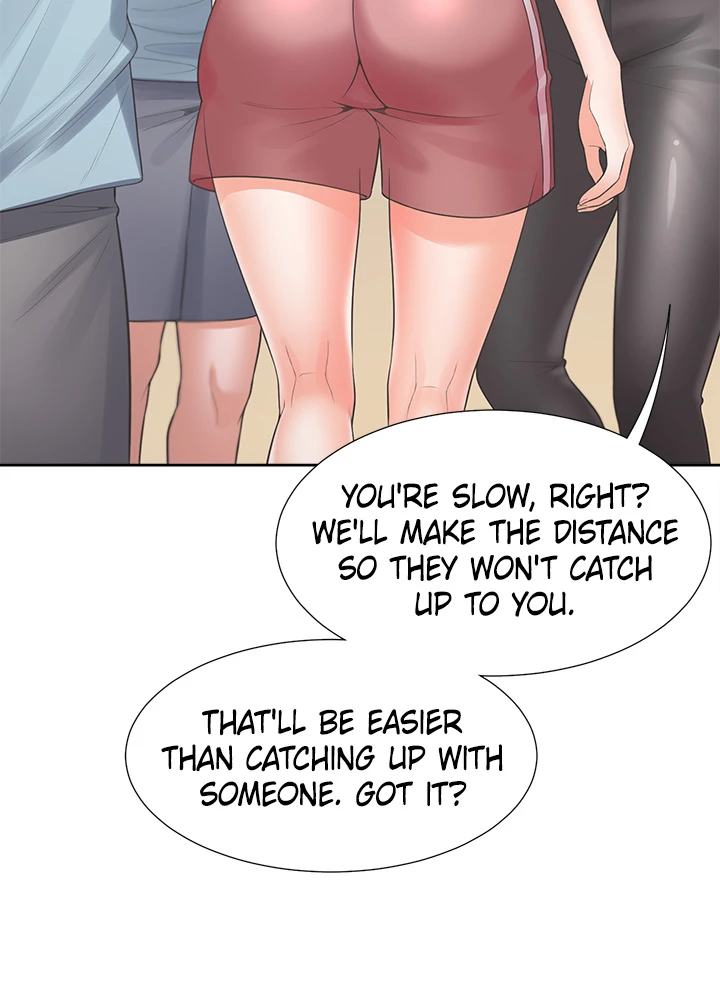 YOU'RE SLOW, RIGHT?
WE'LL MAKE THE DISTANCE
SO THEY WON'T CATCH
UP TO YOU.
THAT'LL BE EASIER
THAN CATCHING UP WITH
SOMEONE. GOT IT?